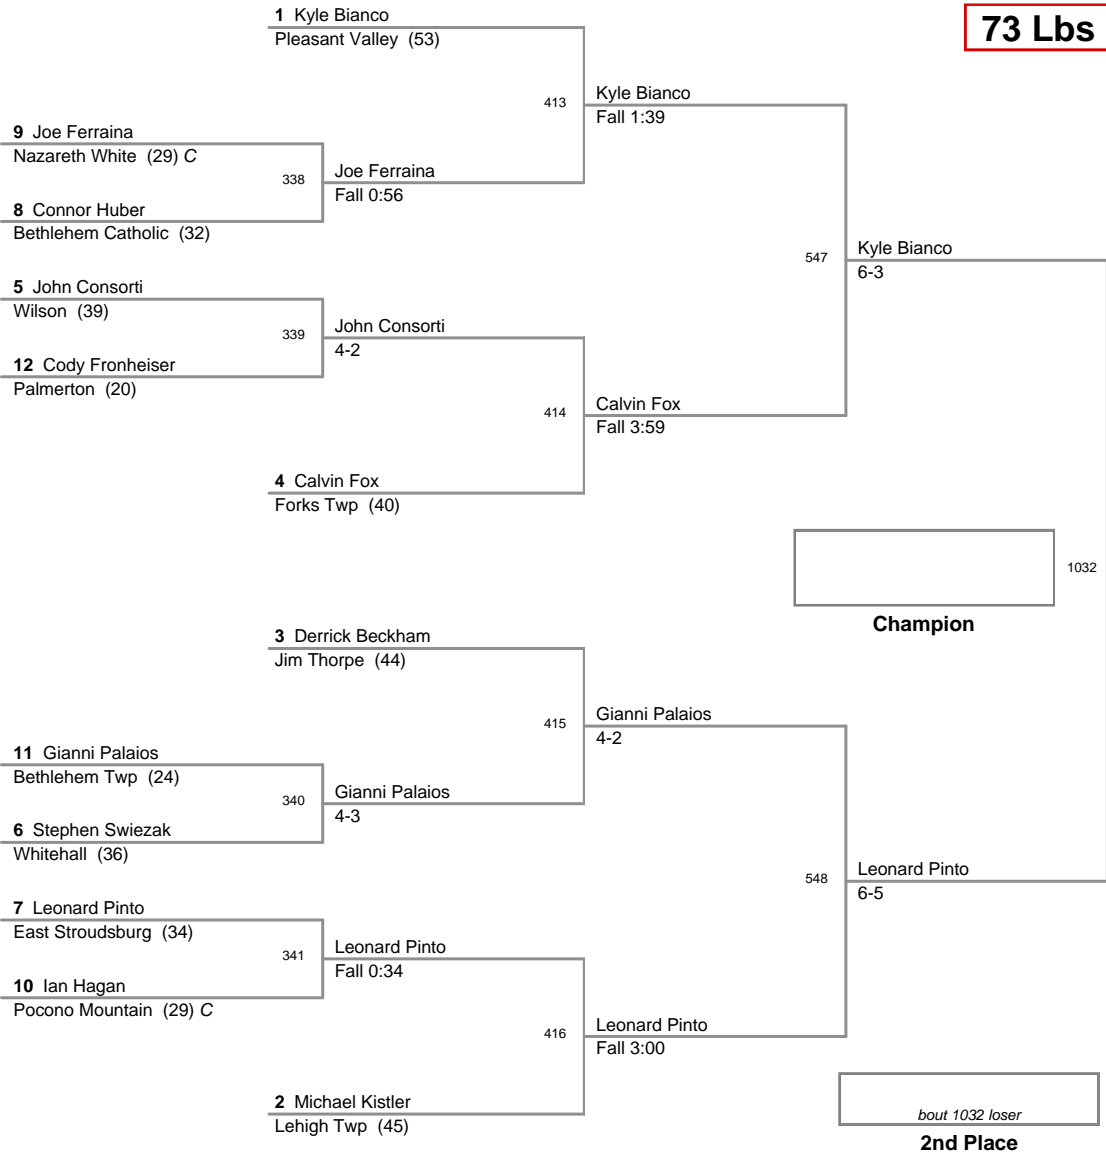 1 Kyle Bianco
73 Lbs
Pleasant Valley (53)
413
Kyle Bianco
Fall 1:39
9 Joe Ferraina
Nazareth White (29) C
338
Joe Ferraina
Fall 0:56
8 Connor Huber
Bethlehem Catholic (32)
547
Kyle Bianco
6-3
5 John Consorti
Wilson (39)
339
John Consorti
4-2
12 Cody Fronheiser
Palmerton (20)
414
Calvin Fox
Fall 3:59
4 Calvin Fox
Forks Twp (40)
1032
Champion
3 Derrick Beckham
Jim Thorpe (44)
415
Gianni Palaios
4-2
11 Gianni Palaios
Bethlehem Twp (24)
340
Gianni Palaios
4-3
6 Stephen Swiezak
Whitehall (36)
548
Leonard Pinto
6-5
7 Leonard Pinto
East Stroudsburg (34)
341
Leonard Pinto
Fall 0:34
10 Ian Hagan
Pocono Mountain (29) C
416
Leonard Pinto
Fall 3:00
2 Michael Kistler
Lehigh Twp (45)
bout 1032 loser
2nd Place